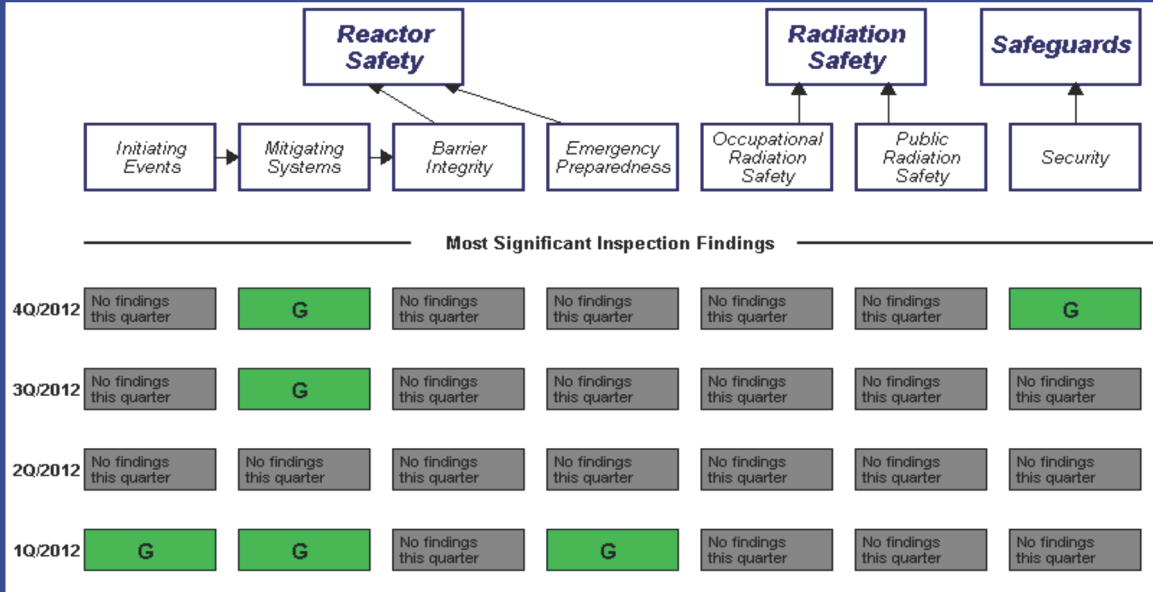 Reactor
Safety
Radiation
Safety
Safeguards
Initiating
Events
Mitigating
Systems
Barrier
Integrity
Emergency
Preparedness
Occupational
Radiation
Safety
Public
Radiation
Safety
Security
Most Significant Inspection Findings
4Q/2012
No findings
this quarter
G
No findings
this quarter
No findings
this quarter
No findings
this quarter
No findings
this quarter
G
3Q/2012
No findings
this quarter
G
No findings
this quarter
No findings
this quarter
No findings
this quarter
No findings
this quarter
No findings
this quarter
2Q/2012
No findings
this quarter
No findings
this quarter
No findings
this quarter
No findings
this quarter
No findings
this quarter
No findings
this quarter
No findings
this quarter
1Q/2012
G
G
No findings
this quarter
G
No findings
this quarter
No findings
this quarter
No findings
this quarter